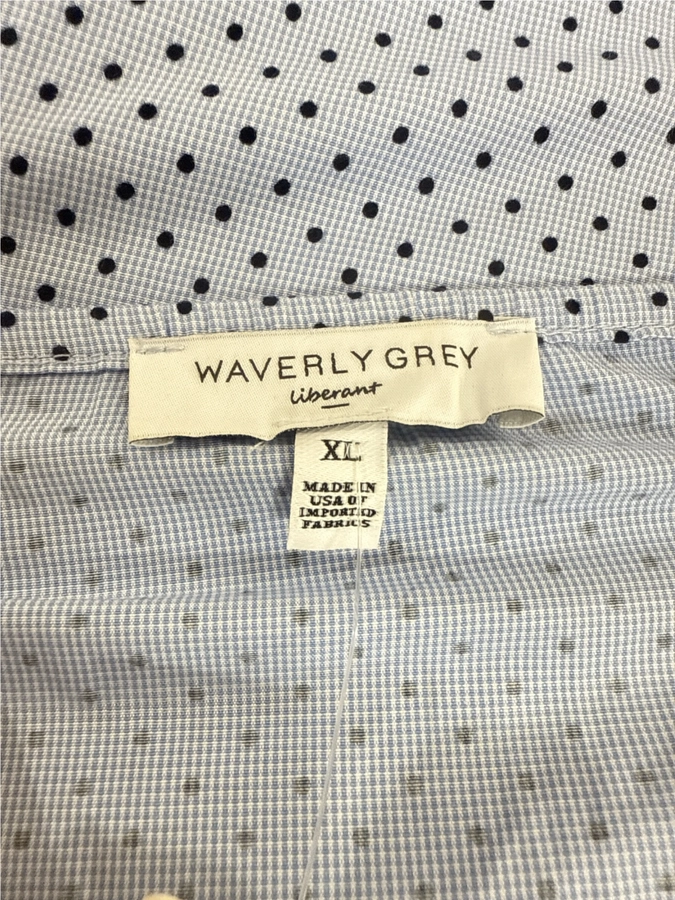 WAVERLY GREY
liberant
XL
MADE IN
USA OF
IMPORTED
FABRICS